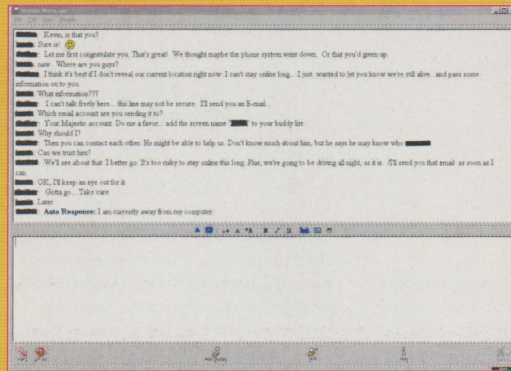 Instant Message
File Edit Insert People
: Kevin, is that you?
: Sure is!
: Let me first congratulate you. That's great! We thought maybe the phone system went down. Or that you'd given up.
: naw. Where are you guys?
: I think it's best if I don't reveal our current location right now. I can't stay online long... I just wanted to let you know we're still alive.. and pass some
information on to you.
: What information???
: I can't talk freely here... this line may not be secure. I'll send you an E-mail...
: Which email account are you sending it to?
: Your Majestic account. Do me a favor... add the screen name " " to your buddy list.
: Why should I?
: Then you can contact each other. He might be able to help us. Don't know much about him, but he says he may know who
: Can we trust him?
: We'll see about that. I better go. It's too risky to stay online this long. Plus, we're going to be driving all night, as it is. I'll send you that email as soon as I
can.
: OK, I'll keep an eye out for it.
: Gotta go... Take care.
: Later.
: Auto Response: I am currently away from my computer.
A A A A B I U
Add Buddy